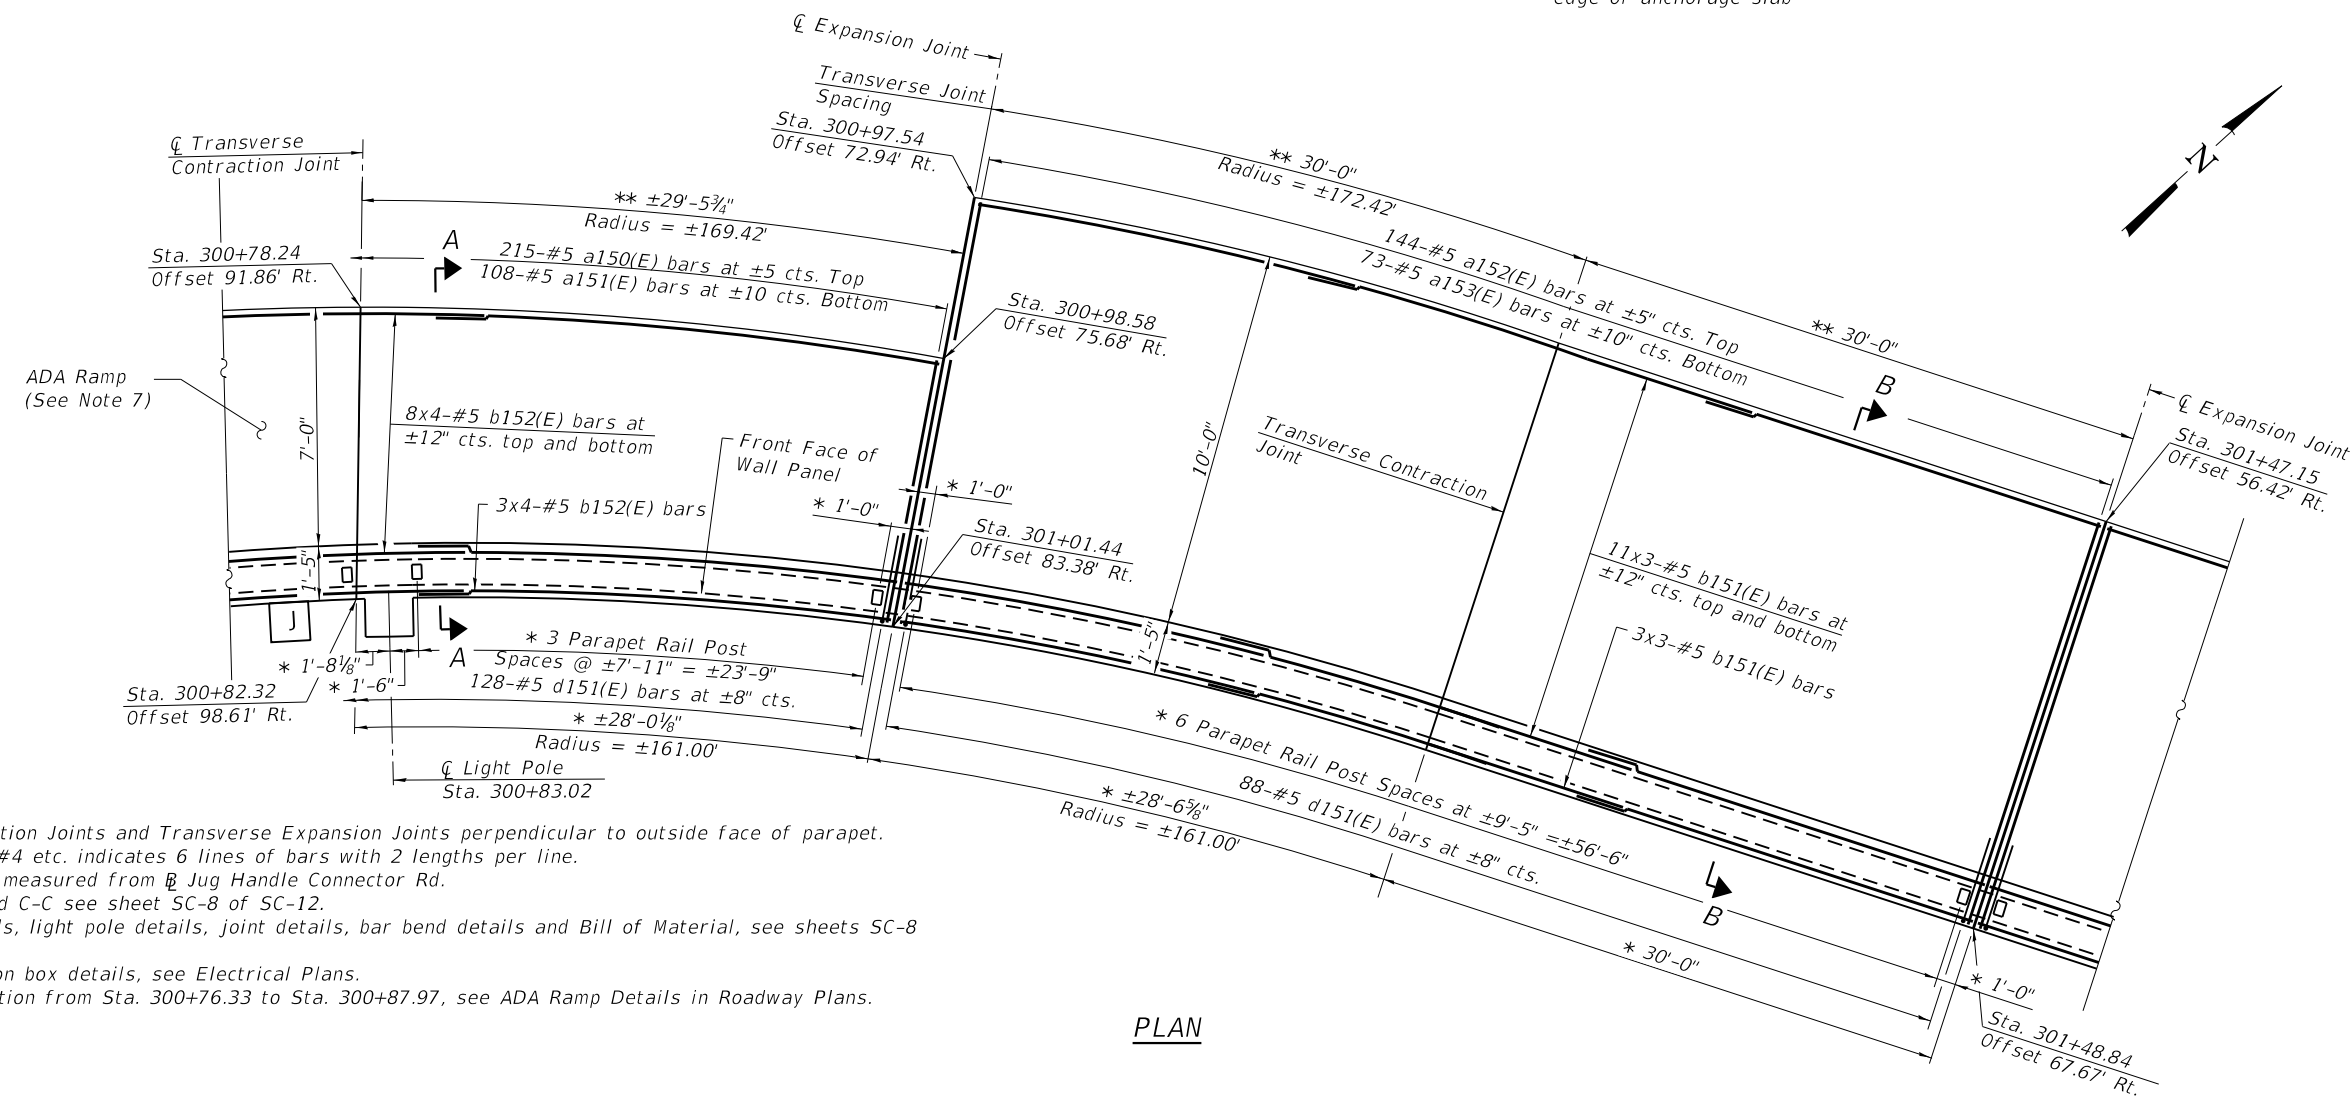 edge of anchorage slab
℄ Expansion Joint
Transverse Joint
Spacing
Sta. 300+97.54
Offset 72.94' Rt.
℄ Transverse
Contraction Joint
** 30'-0"
Radius = ±172.42'
** ±29'-5¾"
Radius = ±169.42'
N
A
215-#5 a150(E) bars at ±5 cts. Top
108-#5 a151(E) bars at ±10 cts. Bottom
144-#5 a152(E) bars at ±5" cts. Top
73-#5 a153(E) bars at ±10" cts. Bottom
Sta. 300+78.24
Offset 91.86' Rt.
Sta. 300+98.58
Offset 75.68' Rt.
** 30'-0"
B
℄ Expansion Joint
Sta. 301+47.15
Offset 56.42' Rt.
ADA Ramp
(See Note 7)
7'-0"
8x4-#5 b152(E) bars at
±12" cts. top and bottom
Front Face of
Wall Panel
10'-0"
Transverse Contraction
Joint
3x4-#5 b152(E) bars
* 1'-0"
* 1'-0"
Sta. 301+01.44
Offset 83.38' Rt.
11x3-#5 b151(E) bars at
±12" cts. top and bottom
1'-5"
J
1'-5"
3x3-#5 b151(E) bars
A
* 3 Parapet Rail Post
Spaces @ ±7'-11" = ±23'-9"
* 1'-8⅛"
* 1'-6"
128-#5 d151(E) bars at ±8" cts.
Sta. 300+82.32
Offset 98.61' Rt.
* ±28'-0⅛"
Radius = ±161.00'
℄ Light Pole
Sta. 300+83.02
* 6 Parapet Rail Post Spaces at ±9'-5" =±56'-6"
88-#5 d151(E) bars at ±8" cts.
* ±28'-6⅝"
Radius = ±161.00'
B
* 30'-0"
* 1'-0"
Sta. 301+48.84
Offset 67.67' Rt.
tion Joints and Transverse Expansion Joints perpendicular to outside face of parapet.
#4 etc. indicates 6 lines of bars with 2 lengths per line.
measured from ⅊ Jug Handle Connector Rd.
d C-C see sheet SC-8 of SC-12.
s, light pole details, joint details, bar bend details and Bill of Material, see sheets SC-8
on box details, see Electrical Plans.
tion from Sta. 300+76.33 to Sta. 300+87.97, see ADA Ramp Details in Roadway Plans.
PLAN